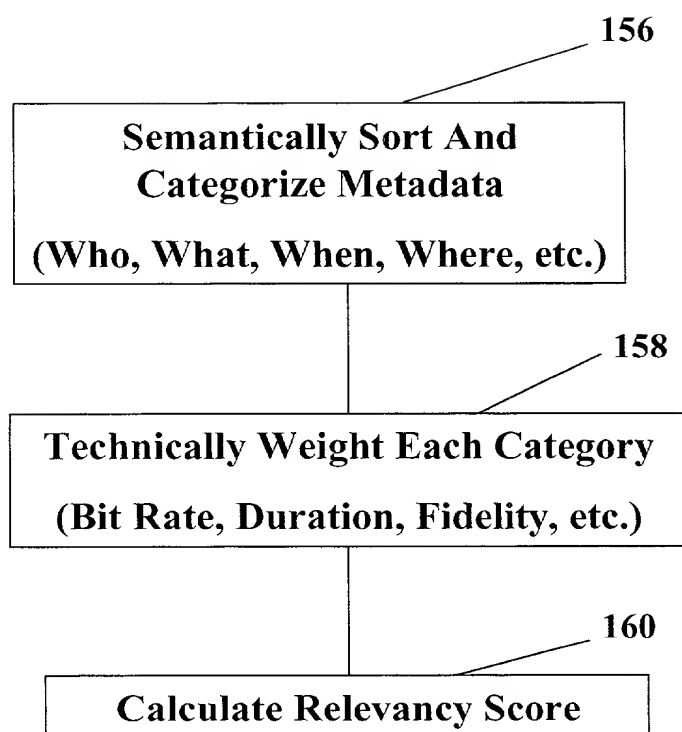 156
Semantically Sort And
Categorize Metadata
(Who, What, When, Where, etc.)
158
Technically Weight Each Category
(Bit Rate, Duration, Fidelity, etc.)
160
Calculate Relevancy Score